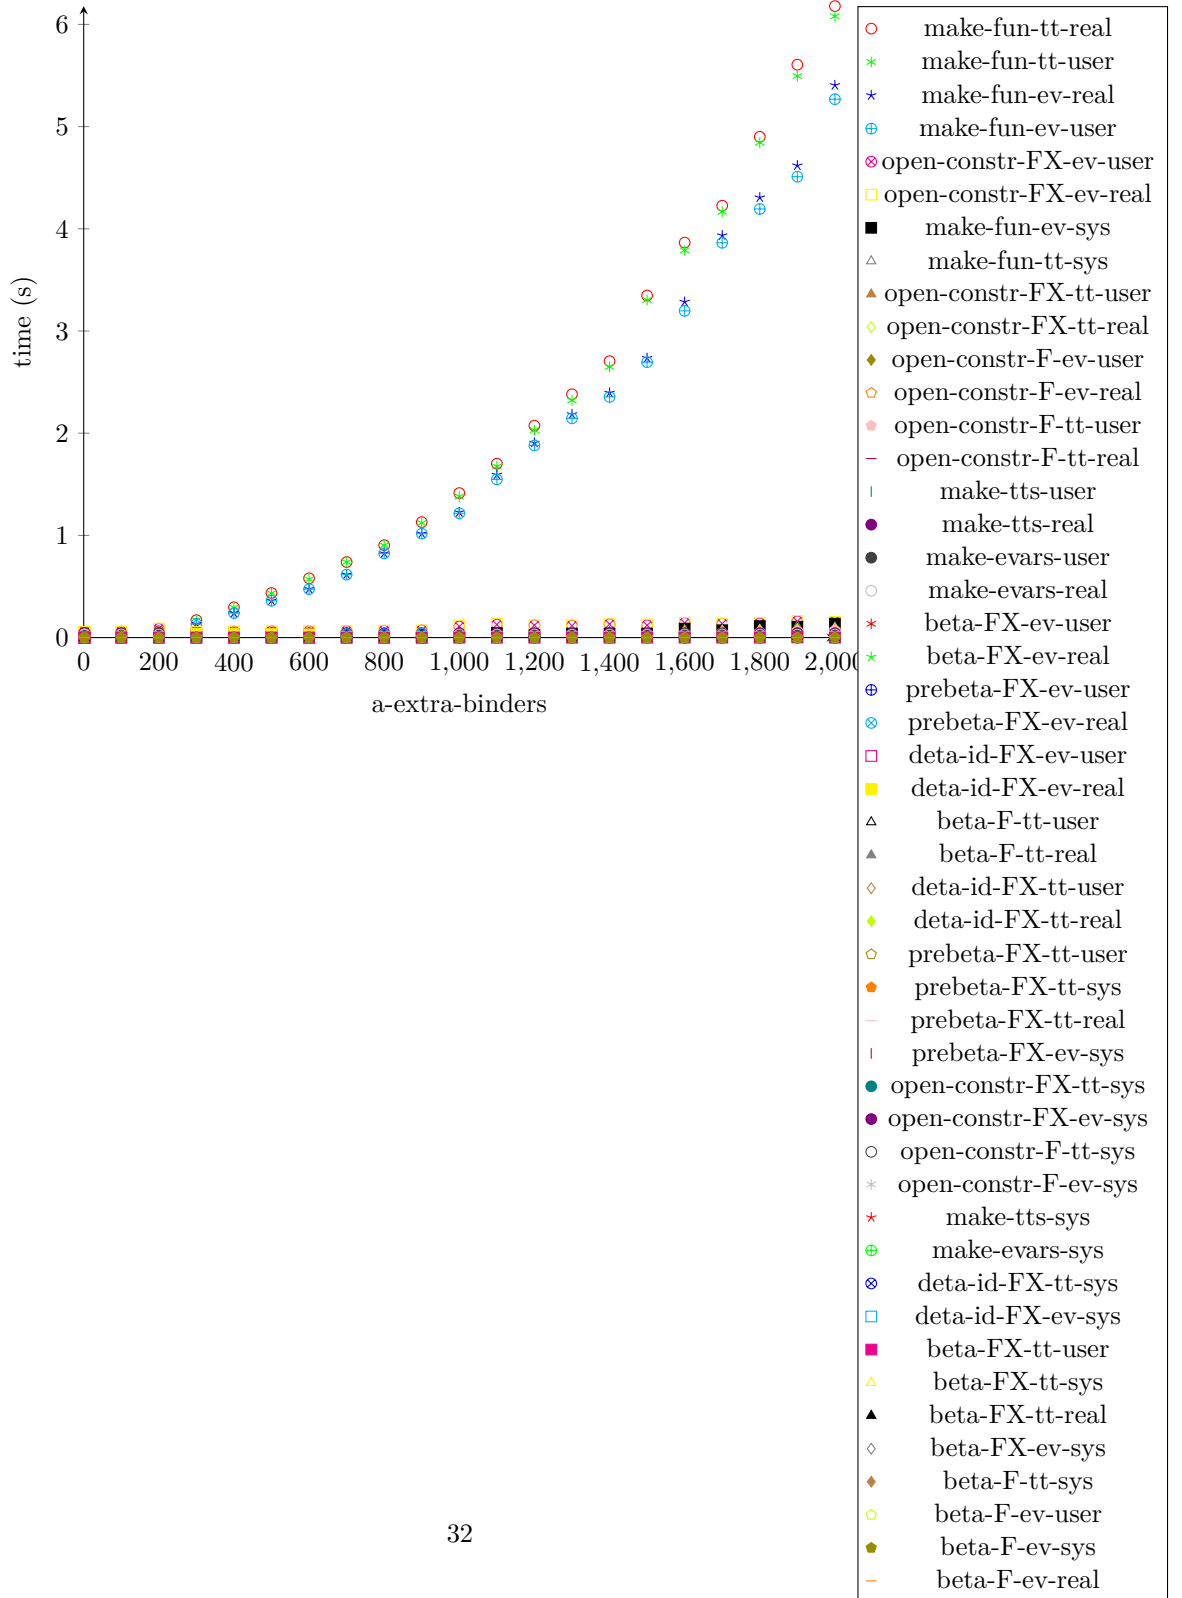 6
5
4
3
2
1
0
time (s)
0 200 400 600 800 1,000 1,200 1,400 1,600 1,800 2,000
a-extra-binders
make-fun-tt-real
make-fun-tt-user
make-fun-ev-real
make-fun-ev-user
open-constr-FX-ev-user
open-constr-FX-ev-real
make-fun-ev-sys
make-fun-tt-sys
open-constr-FX-tt-user
open-constr-FX-tt-real
open-constr-F-ev-user
open-constr-F-ev-real
open-constr-F-tt-user
open-constr-F-tt-real
make-tts-user
make-tts-real
make-evars-user
make-evars-real
beta-FX-ev-user
beta-FX-ev-real
prebeta-FX-ev-user
prebeta-FX-ev-real
deta-id-FX-ev-user
deta-id-FX-ev-real
beta-F-tt-user
beta-F-tt-real
deta-id-FX-tt-user
deta-id-FX-tt-real
prebeta-FX-tt-user
prebeta-FX-tt-sys
prebeta-FX-tt-real
prebeta-FX-ev-sys
open-constr-FX-tt-sys
open-constr-FX-ev-sys
open-constr-F-tt-sys
open-constr-F-ev-sys
make-tts-sys
make-evars-sys
deta-id-FX-tt-sys
deta-id-FX-ev-sys
beta-FX-tt-user
beta-FX-tt-sys
beta-FX-tt-real
beta-FX-ev-sys
beta-F-tt-sys
beta-F-ev-user
beta-F-ev-sys
beta-F-ev-real
32